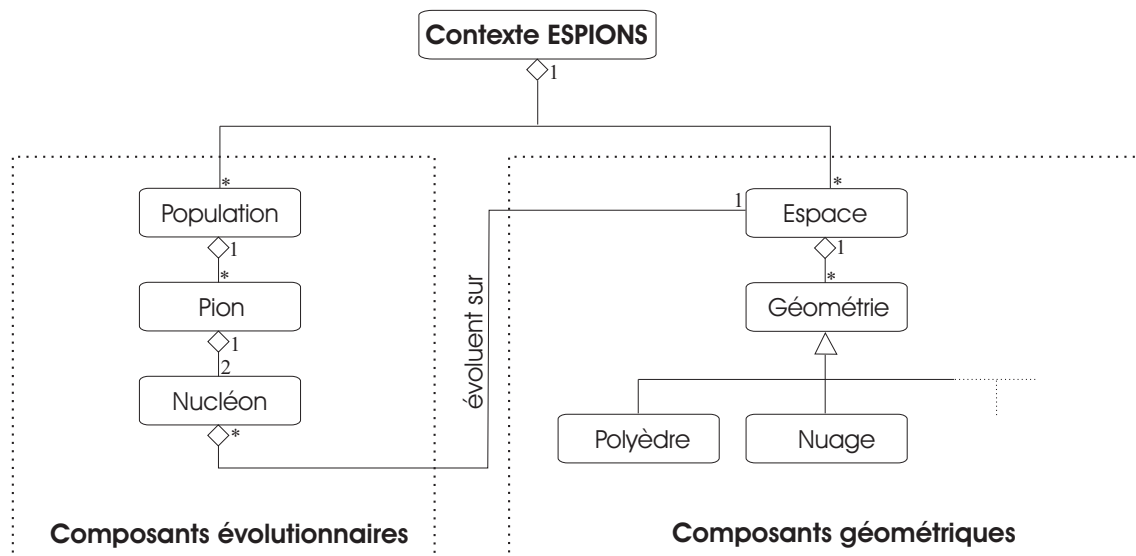 Contexte ESPIONS
1
*
*
Population
1
Espace
1
1
*
*
Pion
Géométrie
évoluent sur
1
2
Nucléon
*
Polyèdre
Nuage
Composants évolutionnaires
Composants géométriques